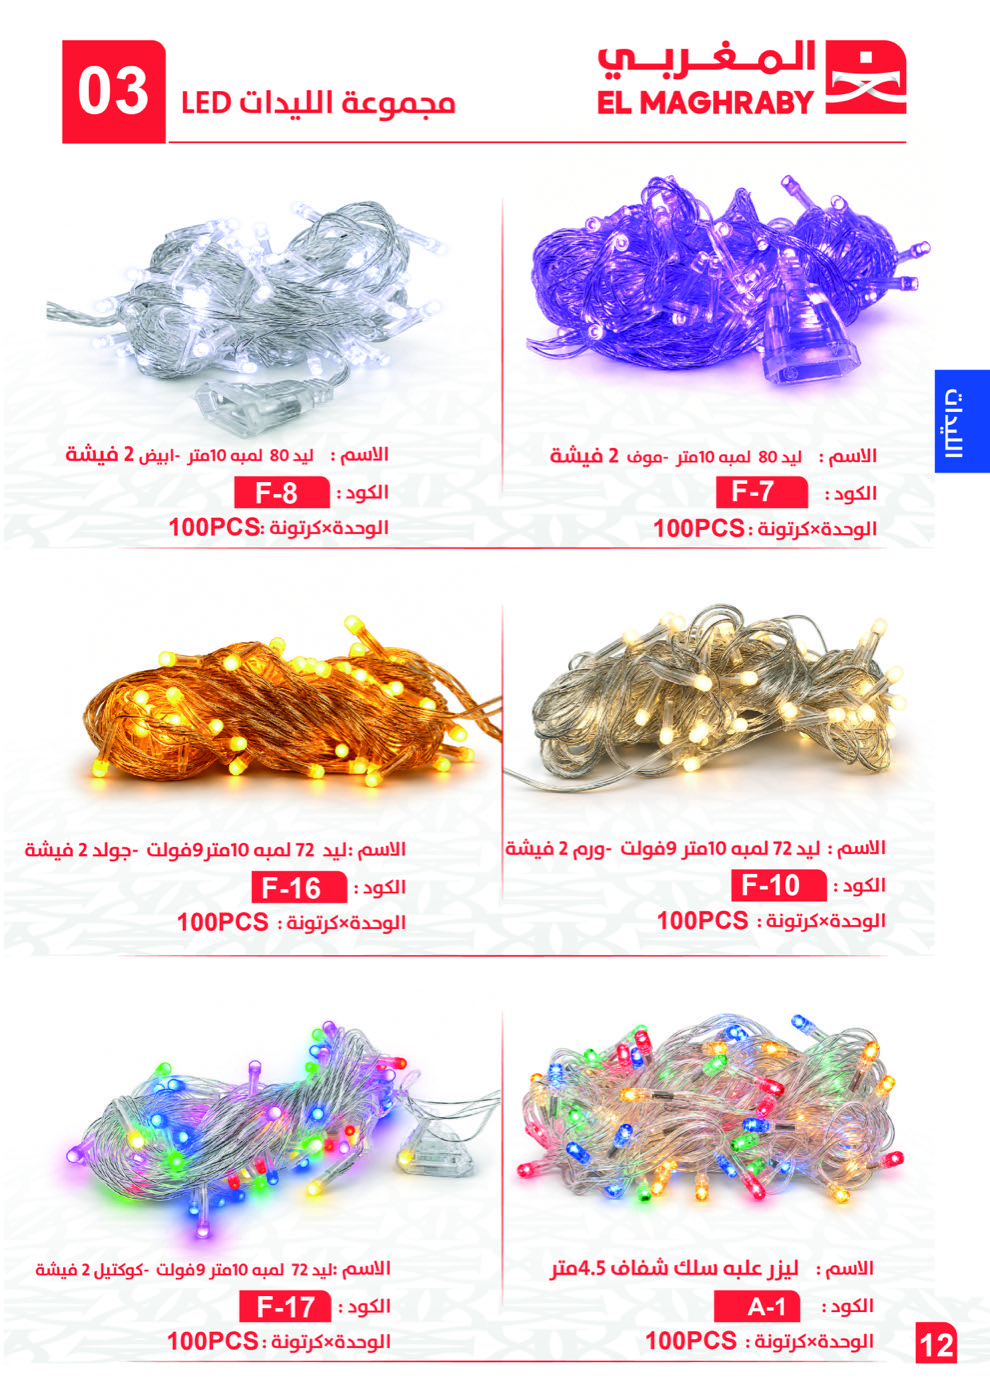 المغربي
EL MAGHRABY
03
مجموعة الليدات LED
الاسم : ليد 80 لمبه 10متر -موف 2 فيشة
الكود : F-7
الوحدة×كرتونة : 100PCS
الاسم : ليد 80 لمبه 10متر -ابيض 2 فيشة
الكود : F-8
الوحدة×كرتونة :100PCS
الاسم : ليد 72 لمبه 10متر 9فولت -ورم 2 فيشة
الكود : F-10
الوحدة×كرتونة : 100PCS
الاسم :ليد 72 لمبه 10متر9فولت -جولد 2 فيشة
الكود : F-16
الوحدة×كرتونة : 100PCS
الاسم : ليزر علبه سلك شفاف 4.5متر
الكود : A-1
الوحدة×كرتونة : 100PCS
الاسم :ليد 72 لمبه 10متر 9فولت -كوكتيل 2 فيشة
الكود : F-17
الوحدة×كرتونة : 100PCS
12